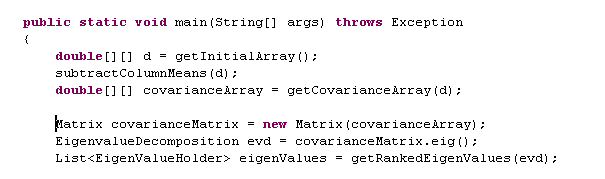 public static void main(String[] args) throws Exception
{
double[][] d = getInitialArray();
subtractColumnMeans(d);
double[][] covarianceArray = getCovarianceArray(d);
Matrix covarianceMatrix = new Matrix(covarianceArray);
EigenvalueDecomposition evd = covarianceMatrix.eig();
List<EigenValueHolder> eigenValues = getRankedEigenValues(evd);